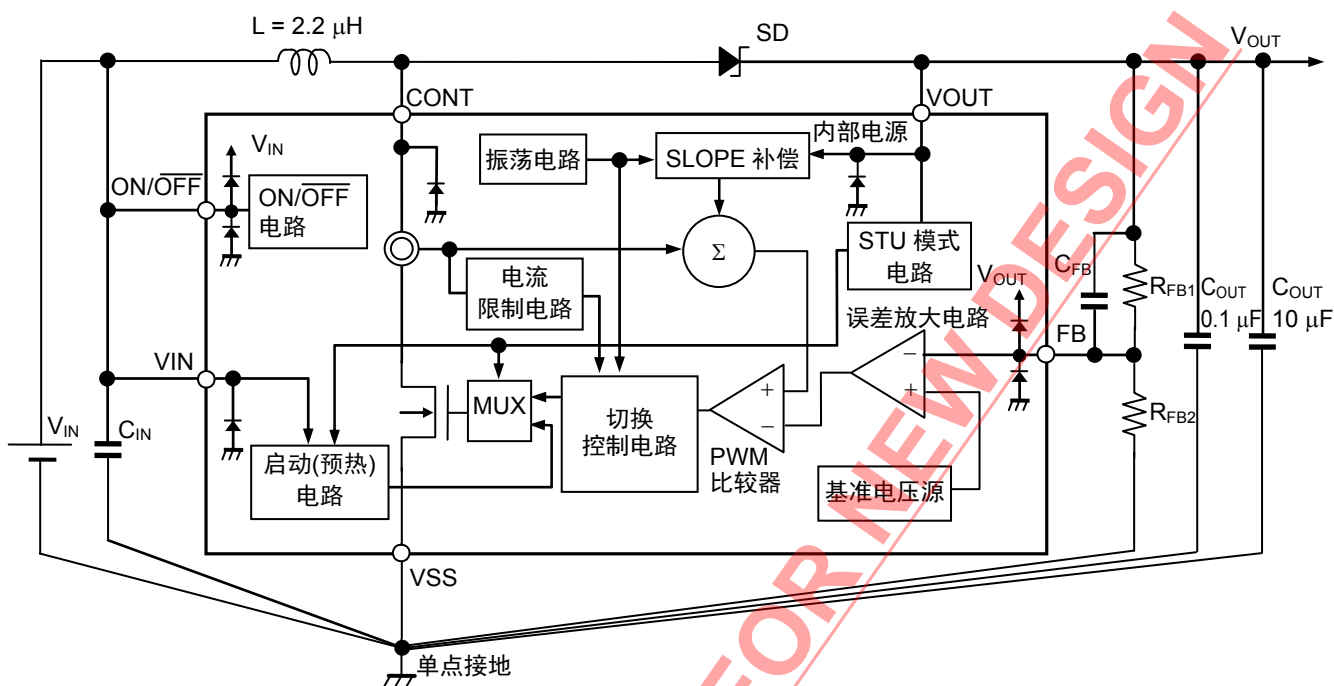 L = 2.2 μH
SD
VOUT
CONT
VOUT
内部电源
VIN
振荡电路
SLOPE 补偿
ON/OFF
ON/OFF
电路
Σ
STU 模式
电路
电流
限制电路
VOUT
CFB
RFB1
COUT
0.1 μF
COUT
10 μF
误差放大电路
FB
VIN
MUX
切换
控制电路
+
−
−
+
PWM
比较器
RFB2
VIN
CIN
启动(预热)
电路
基准电压源
VSS
单点接地
FOR NEW DESIGN